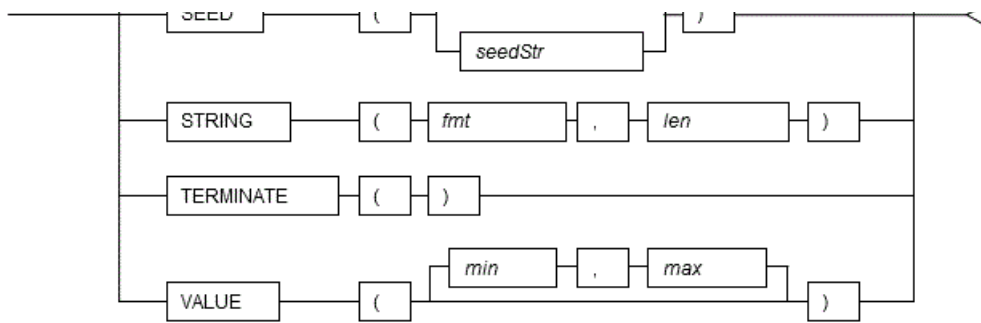 SEED ( )
seedStr
STRING ( fmt , len )
TERMINATE ( )
min , max
VALUE ( )